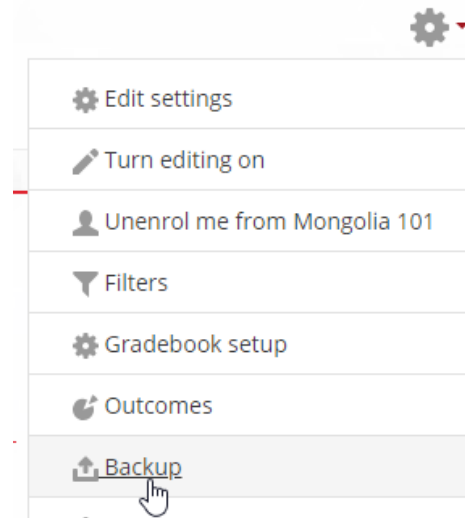 Edit settings
Turn editing on
Unenrol me from Mongolia 101
Filters
Gradebook setup
Outcomes
Backup